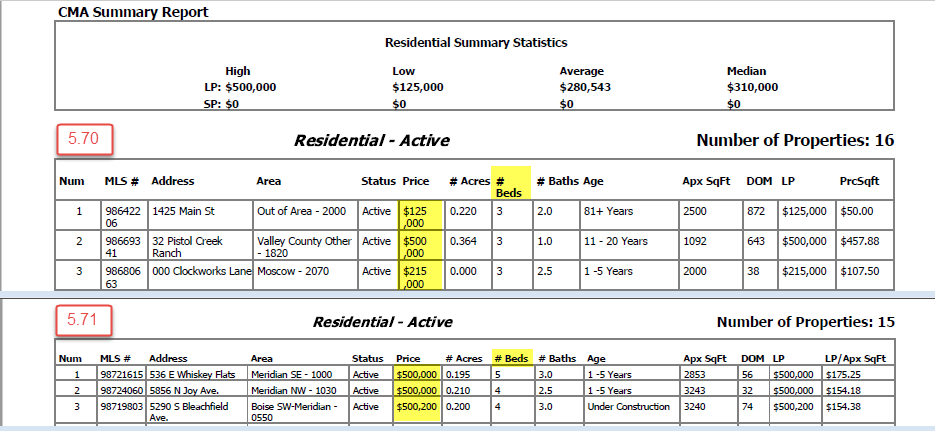 CMA Summary Report
Residential Summary Statistics
High Low Average Median
LP: $500,000 $125,000 $280,543 $310,000
SP: $0 $0 $0 $0
5.70 Residential - Active Number of Properties: 16
Num MLS # Address Area Status Price # Acres # Beds # Baths Age Apx SqFt DOM LP PrcSqft
1 986422 1425 Main St Out of Area - 2000 Active $125 0.220 3 2.0 81+ Years 2500 872 $125,000 $50.00
06 ,000
2 986693 32 Pistol Creek Valley County Other Active $500 0.364 3 1.0 11 - 20 Years 1092 643 $500,000 $457.88
41 Ranch - 1820 ,000
3 986806 000 Clockworks Lane Moscow - 2070 Active $215 0.000 3 2.5 1 -5 Years 2000 38 $215,000 $107.50
63 ,000
5.71 Residential - Active Number of Properties: 15
Num MLS # Address Area Status Price # Acres # Beds # Baths Age Apx SqFt DOM LP LP/Apx SqFt
1 98721615 536 E Whiskey Flats Meridian SE - 1000 Active $500,000 0.195 5 3.0 1 -5 Years 2853 56 $500,000 $175.25
2 98724060 5856 N Joy Ave. Meridian NW - 1030 Active $500,000 0.210 4 3.0 1 -5 Years 3243 32 $500,000 $154.18
3 98719803 5290 S Bleachfield Boise SW-Meridian - Active $500,200 0.200 4 3.0 Under Construction 3240 74 $500,200 $154.38
Ave. 0550